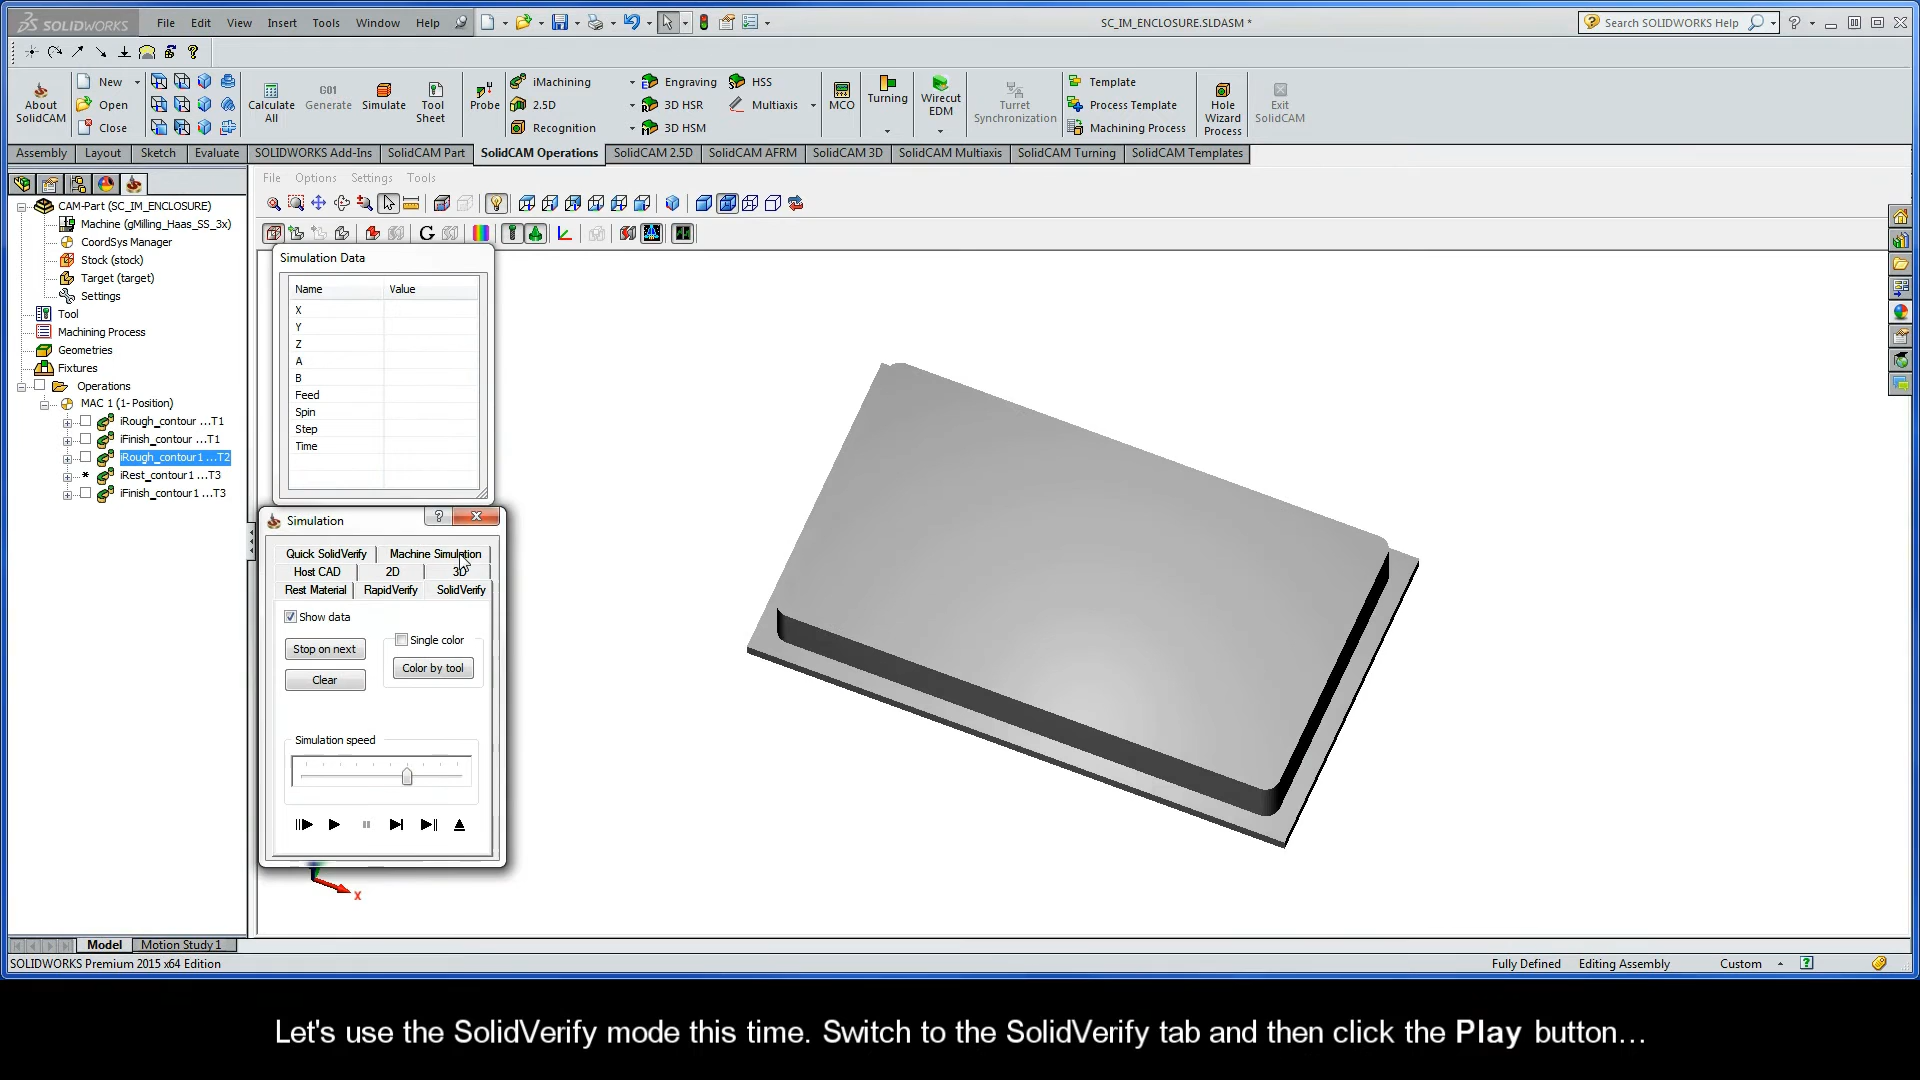 SOLIDWORKS File Edit View Insert Tools Window Help SC_IM_ENCLOSURE.SLDASM * Search SOLIDWORKS Help
About SolidCAM
New
Open
Close
Calculate All
G01 Generate
Simulate
Tool Sheet
Probe
iMachining
2.5D
Recognition
Engraving
3D HSR
3D HSM
HSS
Multiaxis
MCO
Turning
Wirecut EDM
Turret Synchronization
Template
Process Template
Machining Process
Hole Wizard Process
Exit SolidCAM
Assembly Layout Sketch Evaluate SOLIDWORKS Add-Ins SolidCAM Part SolidCAM Operations SolidCAM 2.5D SolidCAM AFRM SolidCAM 3D SolidCAM Multiaxis SolidCAM Turning SolidCAM Templates
File Options Settings Tools
CAM-Part (SC_IM_ENCLOSURE)
Machine (gMilling_Haas_SS_3x)
CoordSys Manager
Stock (stock)
Target (target)
Settings
Tool
Machining Process
Geometries
Fixtures
Operations
MAC 1 (1- Position)
iRough_contour ...T1
iFinish_contour ...T1
iRough_contour1 ...T2
iRest_contour1 ...T3
iFinish_contour1 ...T3
Simulation Data
Name Value
X
Y
Z
A
B
Feed
Spin
Step
Time
Simulation
Quick SolidVerify Machine Simulation
Host CAD 2D 3D
Rest Material RapidVerify SolidVerify
Show data
Stop on next
Clear
Single color
Color by tool
Simulation speed
X
Model Motion Study 1
SOLIDWORKS Premium 2015 x64 Edition Fully Defined Editing Assembly Custom
Let's use the SolidVerify mode this time. Switch to the SolidVerify tab and then click the Play button...